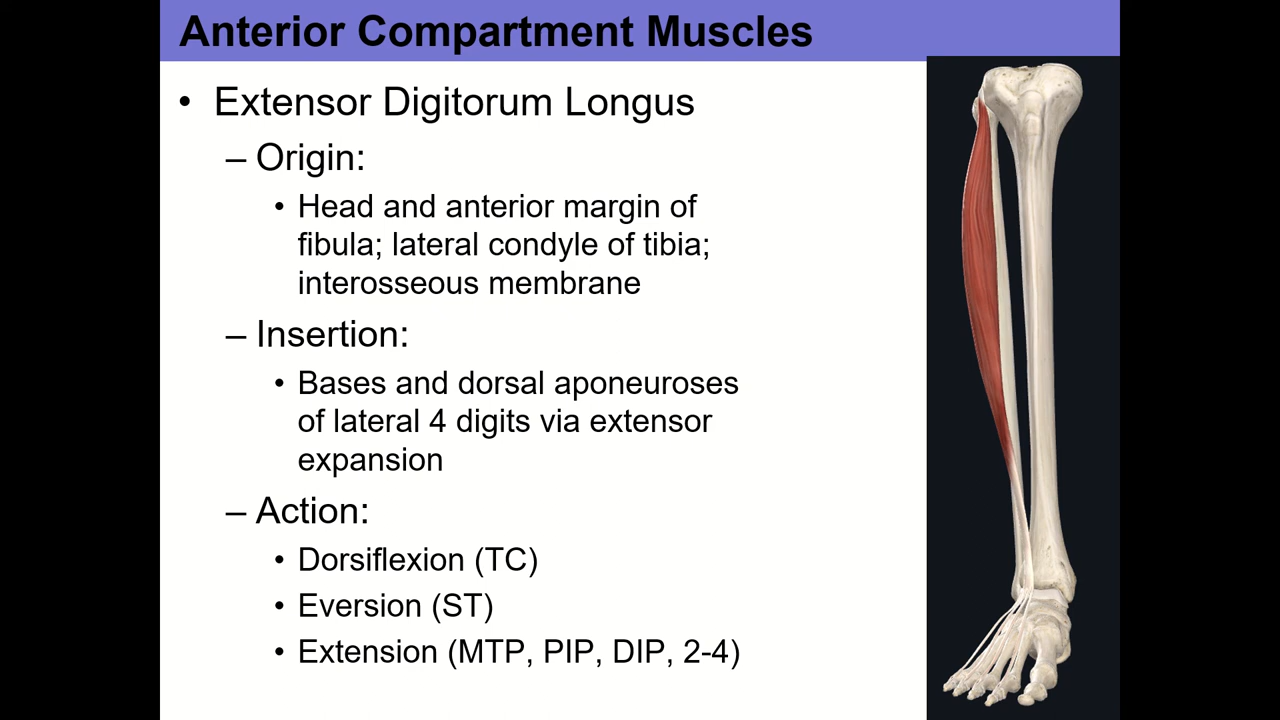 Anterior Compartment Muscles
• Extensor Digitorum Longus
– Origin:
• Head and anterior margin of
fibula; lateral condyle of tibia;
interosseous membrane
– Insertion:
• Bases and dorsal aponeuroses
of lateral 4 digits via extensor
expansion
– Action:
• Dorsiflexion (TC)
• Eversion (ST)
• Extension (MTP, PIP, DIP, 2-4)